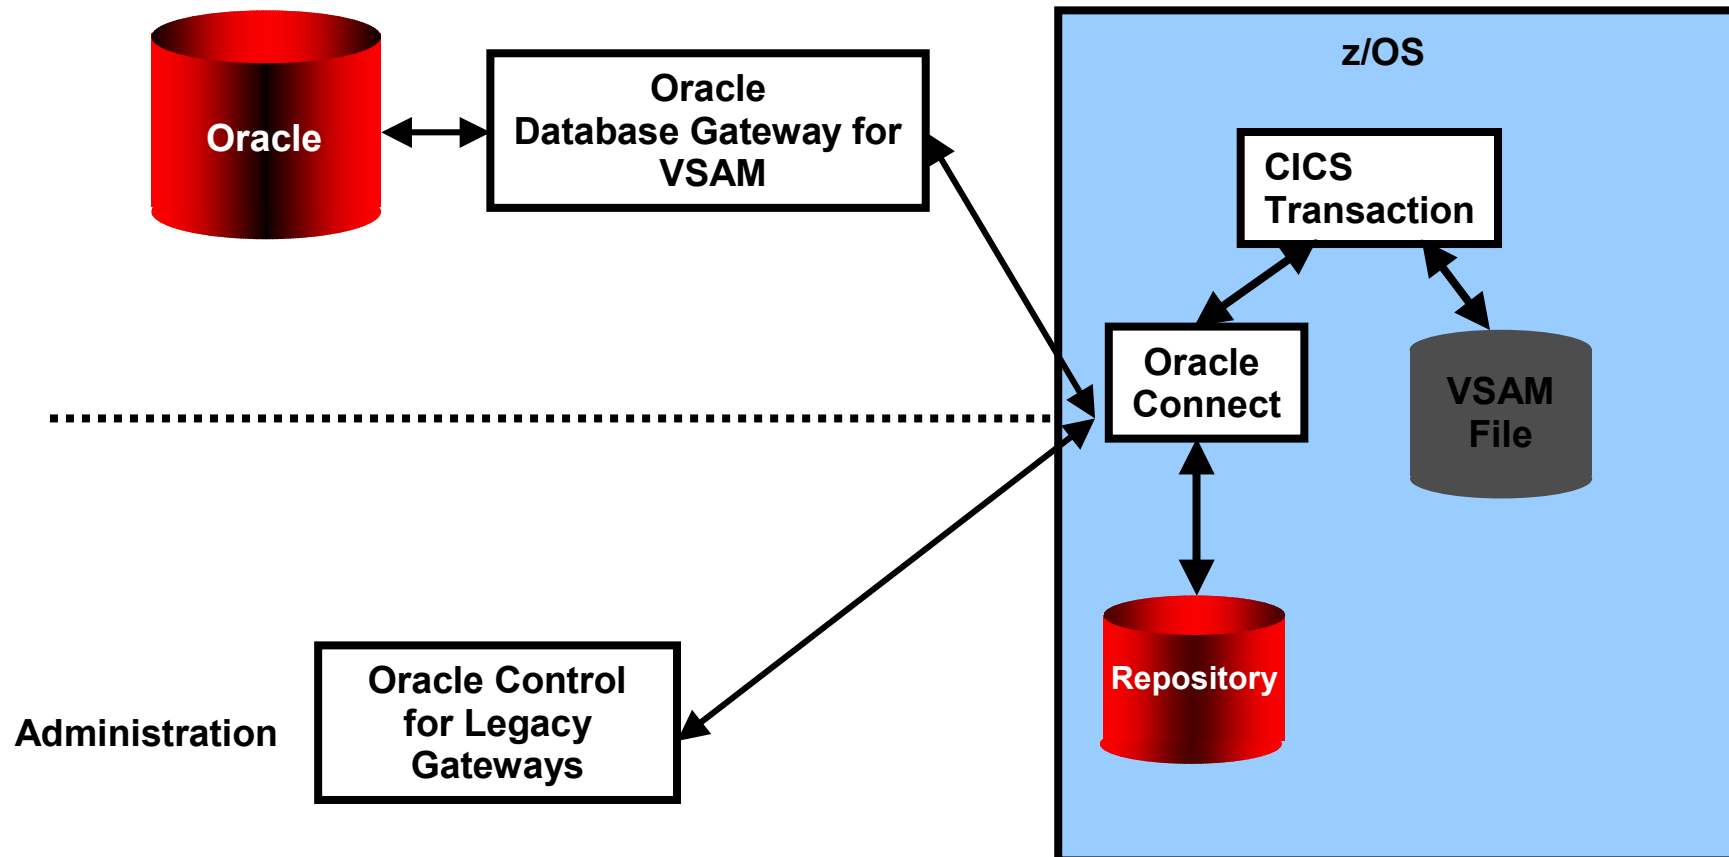 z/OS
Oracle
Oracle
Database Gateway for
VSAM
CICS
Transaction
Oracle
Connect
VSAM
File
Repository
Administration
Oracle Control
for Legacy
Gateways